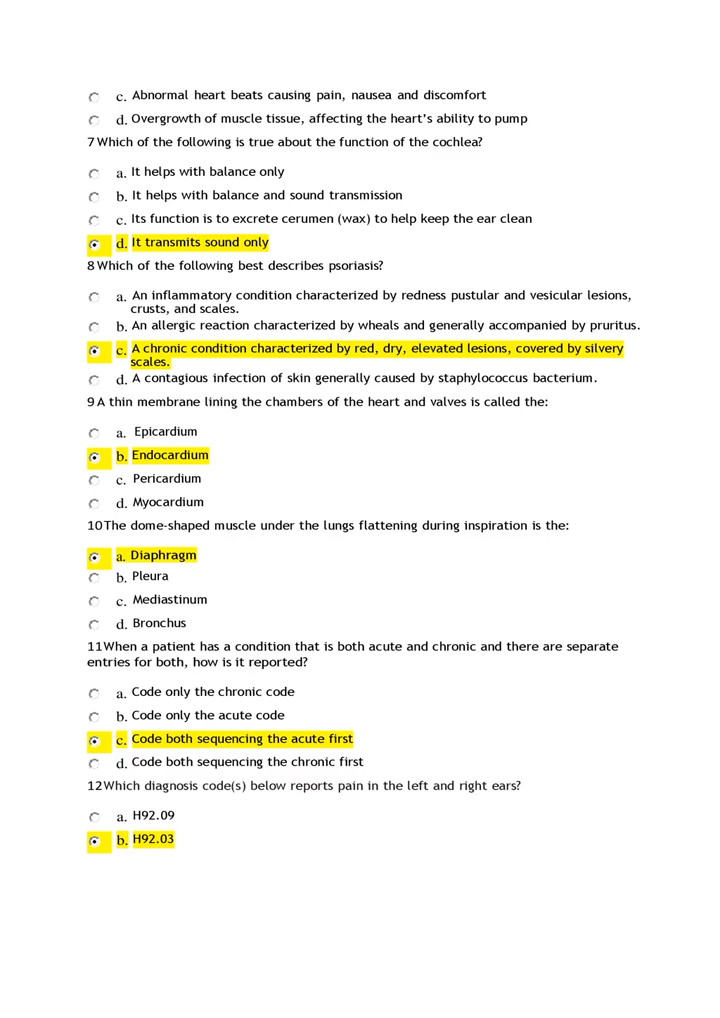 c. Abnormal heart beats causing pain, nausea and discomfort
d. Overgrowth of muscle tissue, affecting the heart’s ability to pump
7 Which of the following is true about the function of the cochlea?
a. It helps with balance only
b. It helps with balance and sound transmission
c. Its function is to excrete cerumen (wax) to help keep the ear clean
d. It transmits sound only
8 Which of the following best describes psoriasis?
a. An inflammatory condition characterized by redness pustular and vesicular lesions,
crusts, and scales.
b. An allergic reaction characterized by wheals and generally accompanied by pruritus.
c. A chronic condition characterized by red, dry, elevated lesions, covered by silvery
scales.
d. A contagious infection of skin generally caused by staphylococcus bacterium.
9 A thin membrane lining the chambers of the heart and valves is called the:
a. Epicardium
b. Endocardium
c. Pericardium
d. Myocardium
10 The dome-shaped muscle under the lungs flattening during inspiration is the:
a. Diaphragm
b. Pleura
c. Mediastinum
d. Bronchus
11 When a patient has a condition that is both acute and chronic and there are separate
entries for both, how is it reported?
a. Code only the chronic code
b. Code only the acute code
c. Code both sequencing the acute first
d. Code both sequencing the chronic first
12 Which diagnosis code(s) below reports pain in the left and right ears?
a. H92.09
b. H92.03